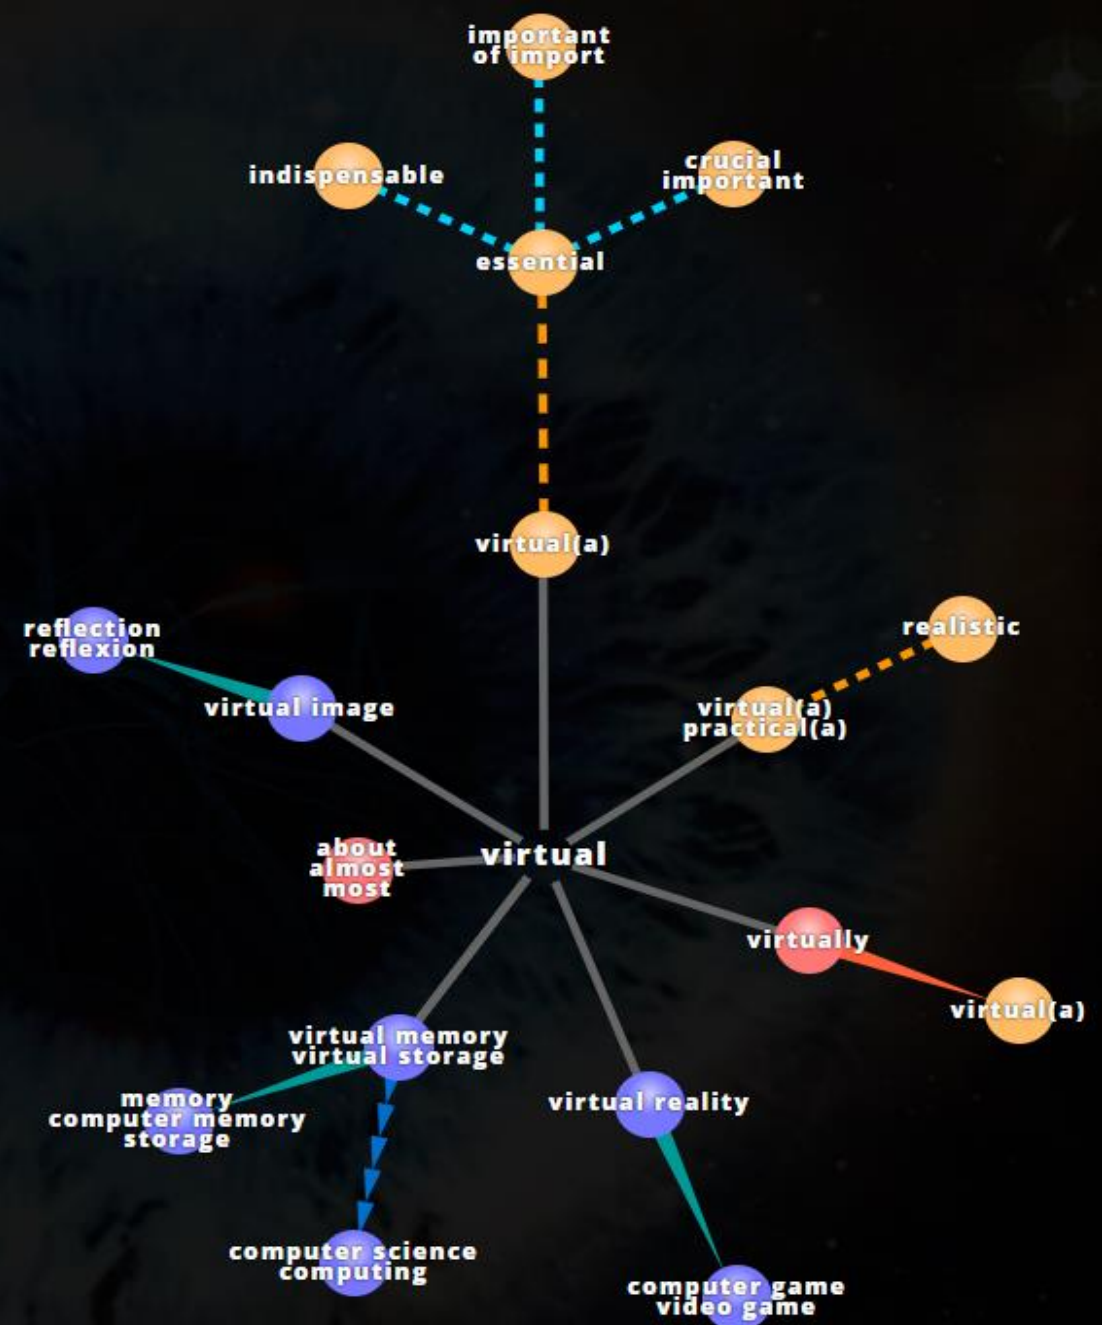 important
of import
indispensable
crucial
important
essential
virtual(a)
reflection
reflexion
realistic
virtual image
virtual(a)
practical(a)
about
almost
most
virtual
virtually
virtual(a)
virtual memory
virtual storage
memory
computer memory
storage
virtual reality
computer science
computing
computer game
video game